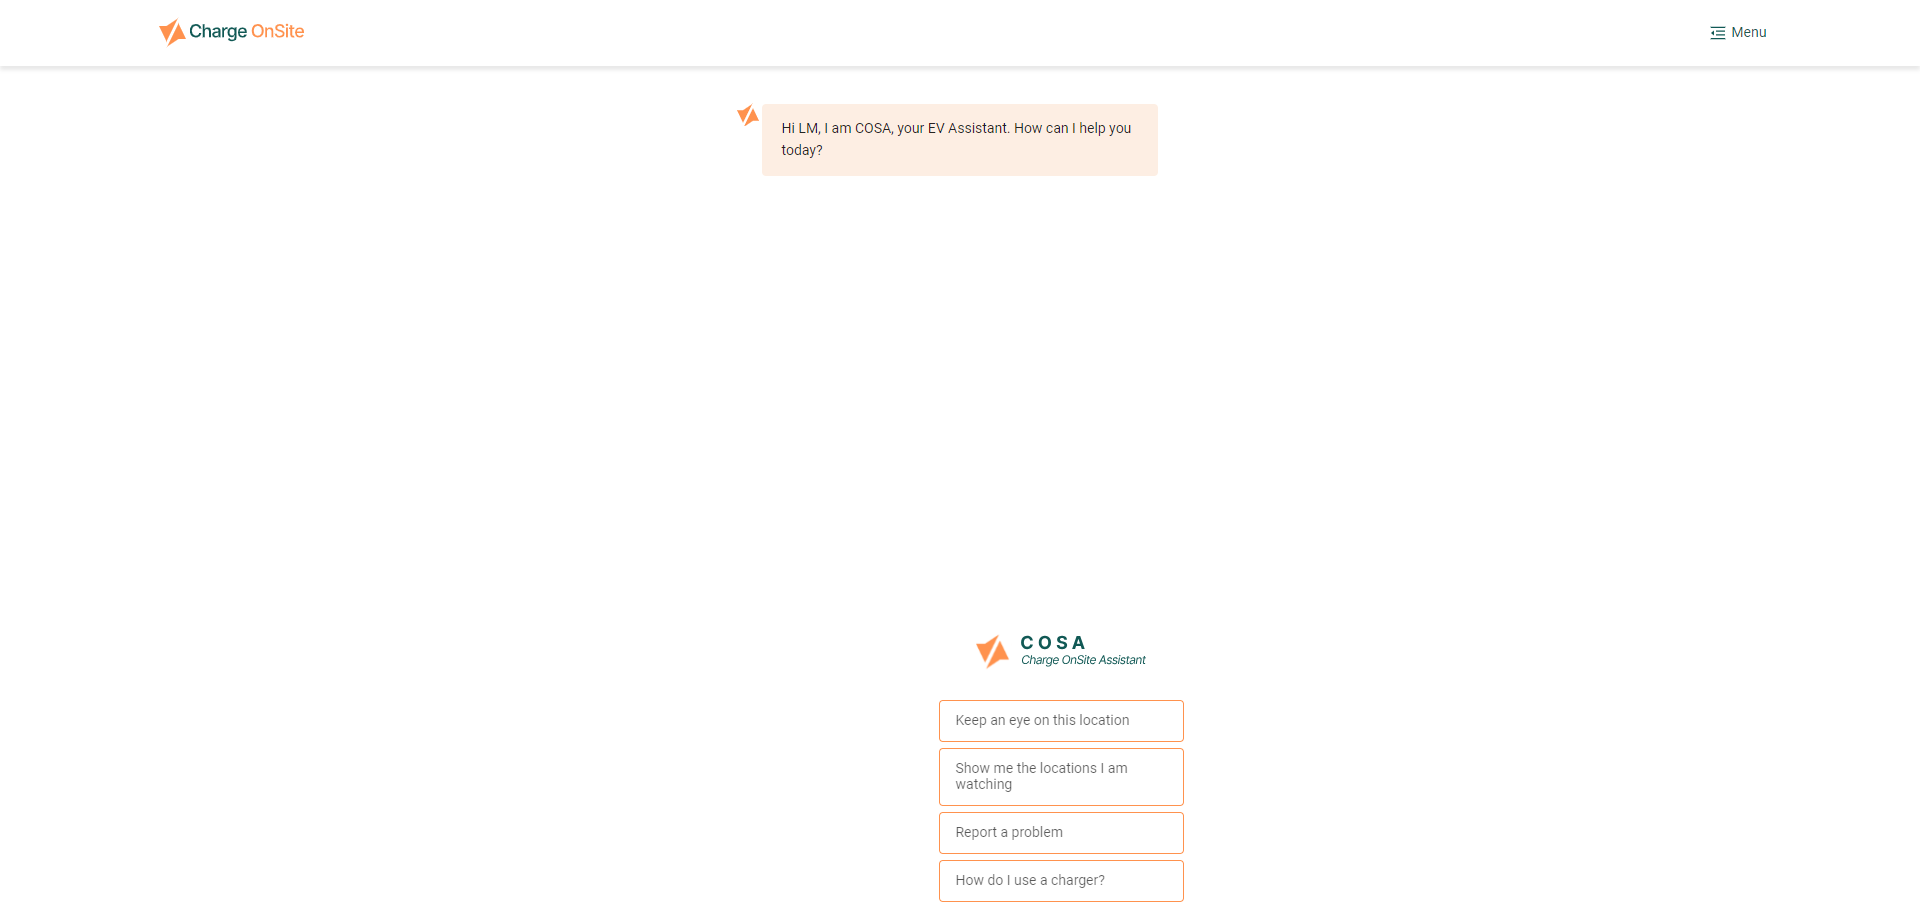 Charge OnSite
Menu
Hi LM, I am COSA, your EV Assistant. How can I help you
today?
COSA
Charge OnSite Assistant
Keep an eye on this location
Show me the locations I am
watching
Report a problem
How do I use a charger?